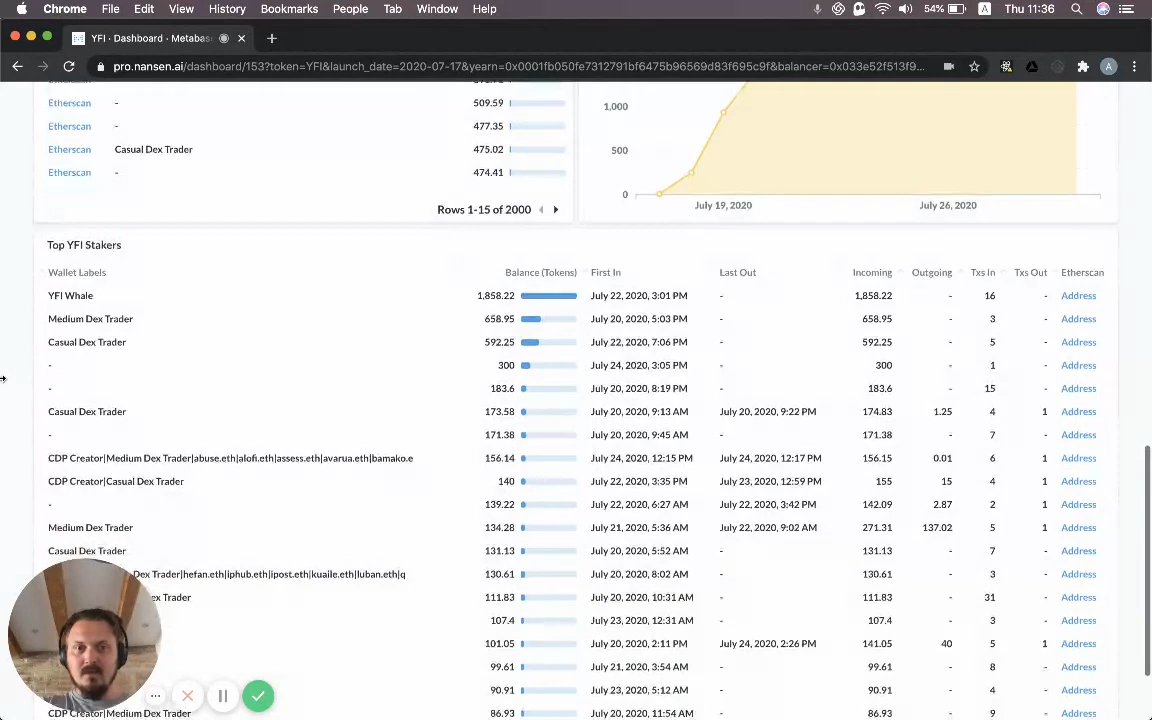 Chrome File Edit View History Bookmarks People Tab Window Help 54% A Thu 11:36
YFI · Dashboard · Metabas
pro.nansen.ai/dashboard/153?token=YFI&launch_date=2020-07-17&yearn=0x0001fb050fe7312791bf6475b96569d83f695c9f&balancer=0x033e52f513f9... A
Etherscan - 509.59
Etherscan - 477.35
Etherscan Casual Dex Trader 475.02
Etherscan - 474.41
Rows 1-15 of 2000
1,000
500
0
July 19, 2020 July 26, 2020
Top YFI Stakers
Wallet Labels Balance (Tokens) First In Last Out Incoming Outgoing Txs In Txs Out Etherscan
YFI Whale 1,858.22 July 22, 2020, 3:01 PM - 1,858.22 - 16 - Address
Medium Dex Trader 658.95 July 20, 2020, 5:03 PM - 658.95 - 3 - Address
Casual Dex Trader 592.25 July 22, 2020, 7:06 PM - 592.25 - 5 - Address
- 300 July 24, 2020, 3:05 PM - 300 - 1 - Address
- 183.6 July 20, 2020, 8:19 PM - 183.6 - 15 - Address
Casual Dex Trader 173.58 July 20, 2020, 9:13 AM July 20, 2020, 9:22 PM 174.83 1.25 4 1 Address
- 171.38 July 20, 2020, 9:45 AM - 171.38 - 7 - Address
CDP Creator|Medium Dex Trader|abuse.eth|alofi.eth|assess.eth|avarua.eth|bamako.e 156.14 July 24, 2020, 12:15 PM July 24, 2020, 12:17 PM 156.15 0.01 6 1 Address
CDP Creator|Casual Dex Trader 140 July 22, 2020, 3:35 PM July 23, 2020, 12:59 PM 155 15 4 1 Address
- 139.22 July 22, 2020, 6:27 AM July 22, 2020, 3:42 PM 142.09 2.87 2 1 Address
Medium Dex Trader 134.28 July 21, 2020, 5:36 AM July 22, 2020, 9:02 AM 271.31 137.02 5 1 Address
Casual Dex Trader 131.13 July 20, 2020, 5:52 AM - 131.13 - 7 - Address
Dex Trader|hefan.eth|iphub.eth|ipost.eth|kuaile.eth|luban.eth|q 130.61 July 20, 2020, 8:02 AM - 130.61 - 3 - Address
ex Trader 111.83 July 20, 2020, 10:31 AM - 111.83 - 31 - Address
107.4 July 23, 2020, 12:31 AM - 107.4 - 3 - Address
101.05 July 20, 2020, 2:11 PM July 24, 2020, 2:26 PM 141.05 40 5 1 Address
99.61 July 21, 2020, 3:54 AM - 99.61 - 8 - Address
90.91 July 23, 2020, 5:12 AM - 90.91 - 4 - Address
CDP Creator|Medium Dex Trader 86.93 July 20, 2020, 11:54 AM - 86.93 - 9 - Address